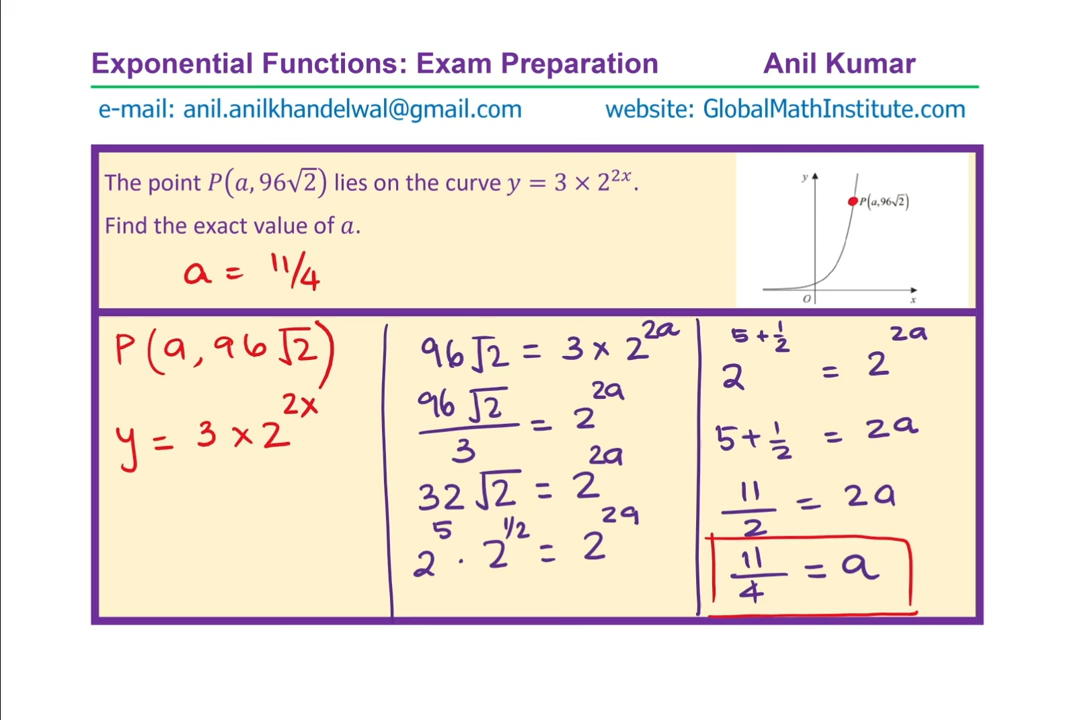 Exponential Functions: Exam Preparation Anil Kumar
e-mail: anil.anilkhandelwal@gmail.com website: GlobalMathInstitute.com
The point P(a, 96√2) lies on the curve y = 3 × 2^{2x}.
Find the exact value of a.
a = 11/4
y
P(a,96√2)
O
x
P(a, 96√2)
y = 3 × 2^{2x}
96√2 = 3 × 2^{2a}
96√2/3 = 2^{2a}
32√2 = 2^{2a}
2^5 · 2^{1/2} = 2^{2a}
2^{5+1/2} = 2^{2a}
5 + 1/2 = 2a
11/2 = 2a
11/4 = a